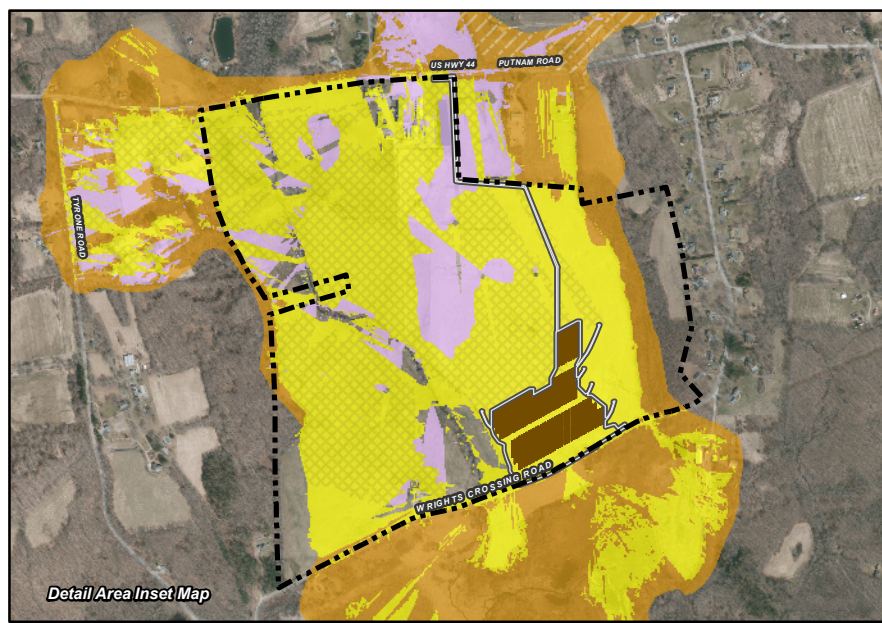 US HWY 44
PUTNAM ROAD
TYRONE ROAD
WRIGHTS CROSSING ROAD
Detail Area Inset Map